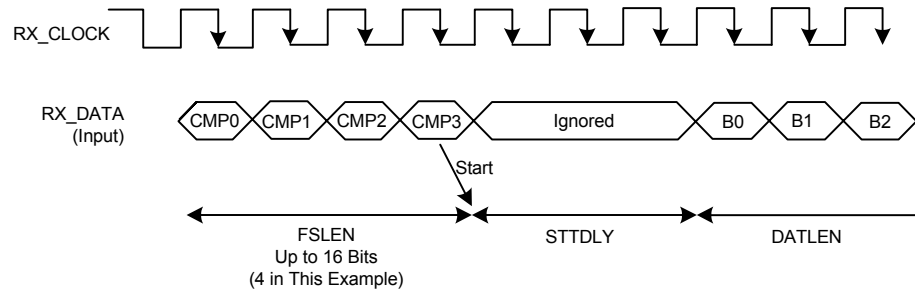 RX_CLOCK
RX_DATA
(Input)
CMP0 CMP1 CMP2 CMP3 Ignored B0 B1 B2
Start
FSLEN STTDLY DATLEN
Up to 16 Bits
(4 in This Example)